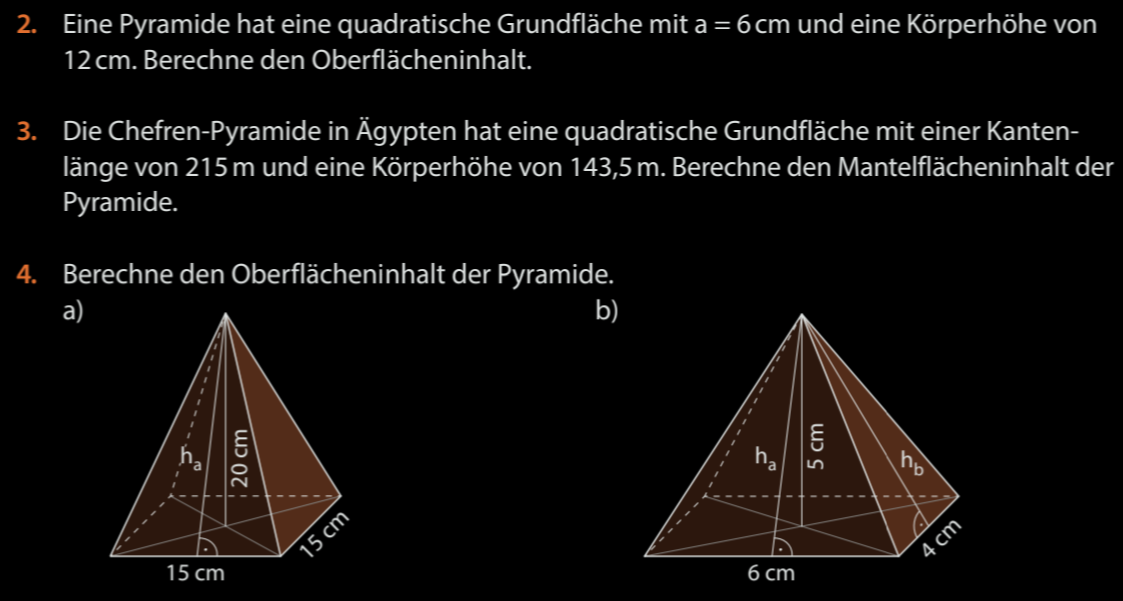 2. Eine Pyramide hat eine quadratische Grundfläche mit a = 6 cm und eine Körperhöhe von
12 cm. Berechne den Oberflächeninhalt.
3. Die Chefren-Pyramide in Ägypten hat eine quadratische Grundfläche mit einer Kanten-
länge von 215 m und eine Körperhöhe von 143,5 m. Berechne den Mantelflächeninhalt der
Pyramide.
4. Berechne den Oberflächeninhalt der Pyramide.
a)
ha
20 cm
15 cm
15 cm
b)
ha
5 cm
hb
4 cm
6 cm